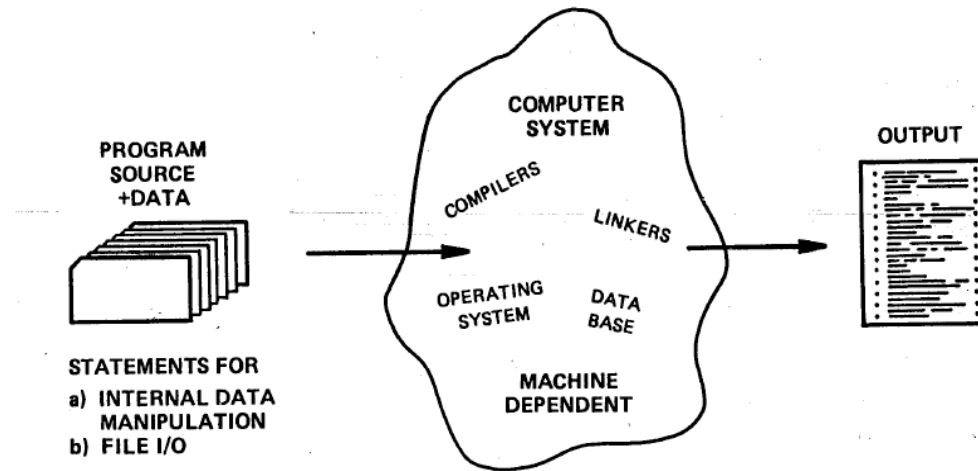 PROGRAM
SOURCE
+DATA
STATEMENTS FOR
a) INTERNAL DATA
MANIPULATION
b) FILE I/O
COMPUTER
SYSTEM
COMPILERS
LINKERS
OPERATING
SYSTEM
DATA
BASE
MACHINE
DEPENDENT
OUTPUT